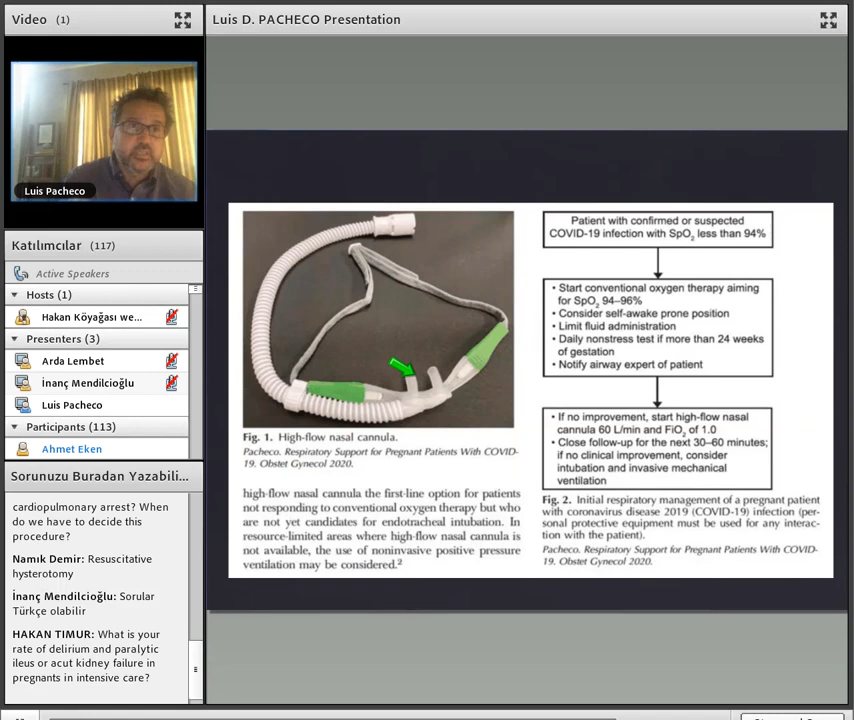 Video (1)
Luis Pacheco
Katılımcılar (117)
Active Speakers
Hosts (1)
Hakan Köyağası we...
Presenters (3)
Arda Lembet
İnanç Mendilcioğlu
Luis Pacheco
Participants (113)
Ahmet Eken
Sorunuzu Buradan Yazabili...
cardiopulmonary arrest? When
do we have to decide this
procedure?
Namık Demir: Resuscitative
hysterotomy
İnanç Mendilcioğlu: Sorular
Türkçe olabilir
HAKAN TIMUR: What is your
rate of delirium and paralytic
ileus or acut kidney failure in
pregnants in intensive care?
Luis D. PACHECO Presentation
Fig. 1. High-flow nasal cannula.
Pacheco. Respiratory Support for Pregnant Patients With COVID-
19. Obstet Gynecol 2020.
high-flow nasal cannula the first-line option for patients
not responding to conventional oxygen therapy but who
are not yet candidates for endotracheal intubation. In
resource-limited areas where high-flow nasal cannula is
not available, the use of noninvasive positive pressure
ventilation may be considered.²
Patient with confirmed or suspected
COVID-19 infection with SpO₂ less than 94%
• Start conventional oxygen therapy aiming
for SpO₂ 94–96%
• Consider self-awake prone position
• Limit fluid administration
• Daily nonstress test if more than 24 weeks
of gestation
• Notify airway expert of patient
• If no improvement, start high-flow nasal
cannula 60 L/min and FiO₂ of 1.0
• Close follow-up for the next 30–60 minutes;
if no clinical improvement, consider
intubation and invasive mechanical
ventilation
Fig. 2. Initial respiratory management of a pregnant patient
with coronavirus disease 2019 (COVID-19) infection (per-
sonal protective equipment must be used for any interac-
tion with the patient).
Pacheco. Respiratory Support for Pregnant Patients With COVID-
19. Obstet Gynecol 2020.